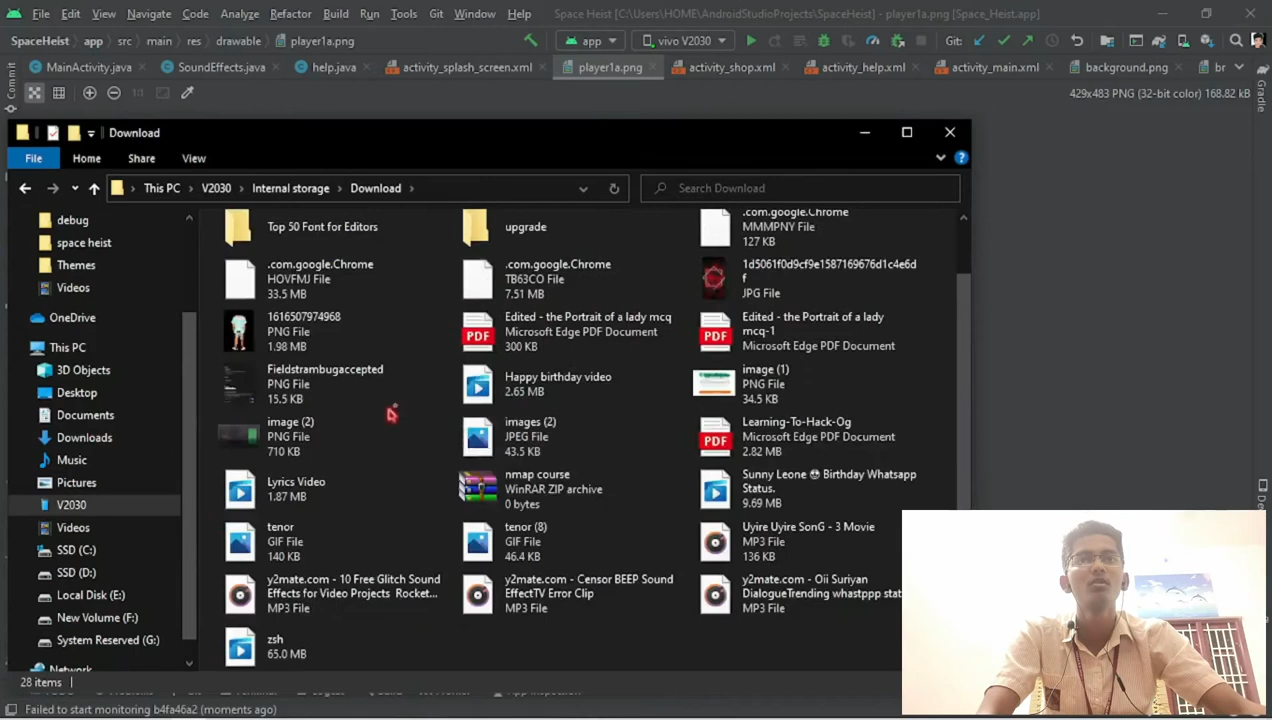 File Edit View Navigate Code Analyze Refactor Build Run Tools Git Window Help Space Heist [C:\Users\HOME\AndroidStudioProjects\SpaceHeist] - player1a.png [Space_Heist.app]
SpaceHeist app src main res drawable player1a.png app vivo V2030 Git:
MainActivity.java SoundEffects.java help.java activity_splash_screen.xml player1a.png activity_shop.xml activity_help.xml activity_main.xml background.png br
Commit
Gradle
1:1
429x483 PNG (32-bit color) 168.82 kB
Download
File Home Share View
This PC V2030 Internal storage Download
Search Download
debug
space heist
Themes
Videos
OneDrive
This PC
3D Objects
Desktop
Documents
Downloads
Music
Pictures
V2030
Videos
SSD (C:)
SSD (D:)
Local Disk (E:)
New Volume (F:)
System Reserved (G:)
Network
Top 50 Font for Editors
upgrade
.com.google.Chrome
MMMPNY File
127 KB
.com.google.Chrome
HOVFMJ File
33.5 MB
.com.google.Chrome
TB63CO File
7.51 MB
1d5061f0d9cf9e1587169676d1c4e6d
f
JPG File
1616507974968
PNG File
1.98 MB
Edited - the Portrait of a lady mcq
Microsoft Edge PDF Document
300 KB
Edited - the Portrait of a lady
mcq-1
Microsoft Edge PDF Document
Fieldstrambugaccepted
PNG File
15.5 KB
Happy birthday video
2.65 MB
image (1)
PNG File
34.5 KB
image (2)
PNG File
710 KB
images (2)
JPEG File
43.5 KB
Learning-To-Hack-Og
Microsoft Edge PDF Document
2.82 MB
Lyrics Video
1.87 MB
nmap course
WinRAR ZIP archive
0 bytes
Sunny Leone 😎 Birthday Whatsapp
Status.
9.69 MB
tenor
GIF File
140 KB
tenor (8)
GIF File
46.4 KB
Uyire Uyire SonG - 3 Movie
MP3 File
136 KB
y2mate.com - 10 Free Glitch Sound
Effects for Video Projects Rocket...
MP3 File
y2mate.com - Censor BEEP Sound
EffectTV Error Clip
MP3 File
y2mate.com - Oii Suriyan
DialogueTrending whastppp stat
MP3 File
zsh
65.0 MB
28 items
Failed to start monitoring b4fa46a2 (moments ago)